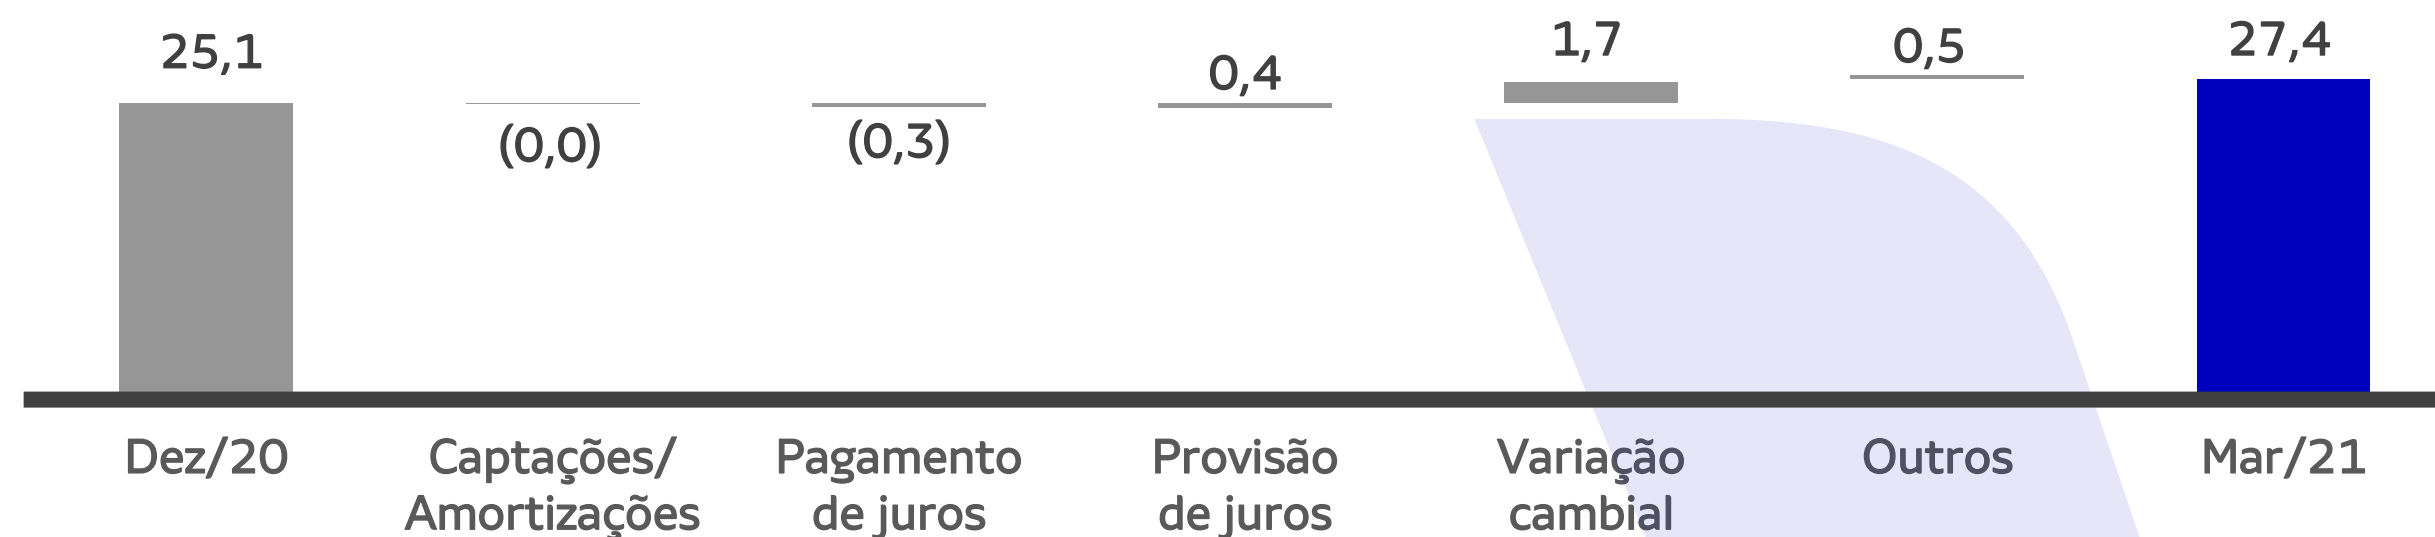 25,1
(0,0)
(0,3)
0,4
1,7
0,5
27,4
Dez/20
Captações/
Amortizações
Pagamento
de juros
Provisão
de juros
Variação
cambial
Outros
Mar/21